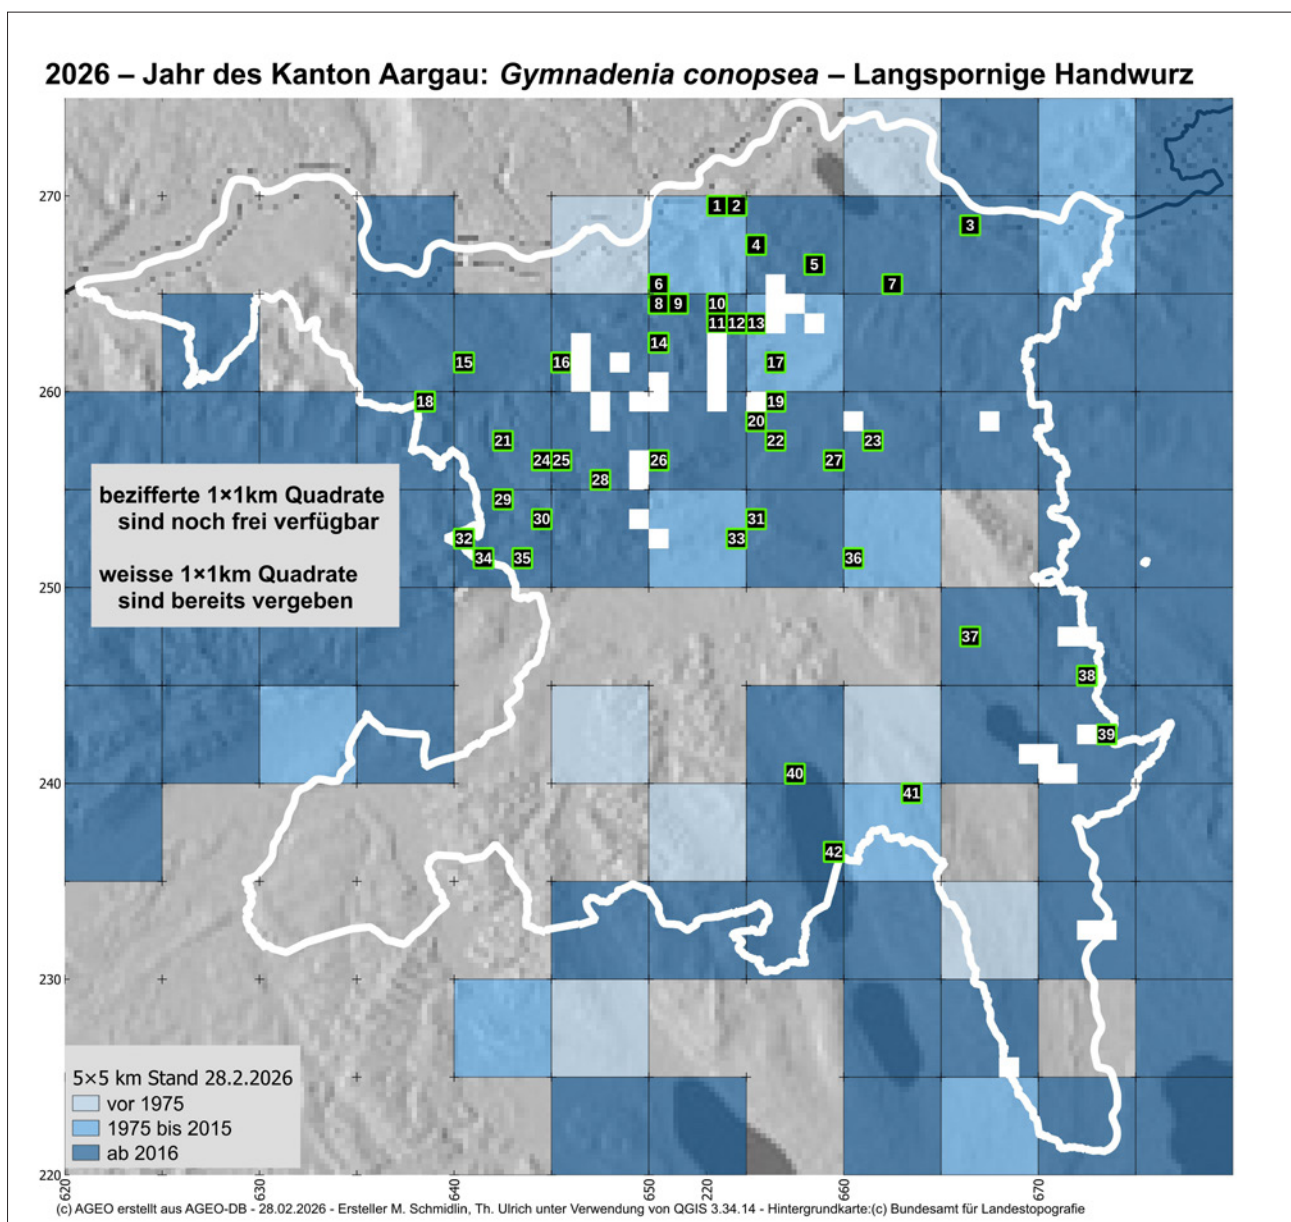 2026 – Jahr des Kanton Aargau: Gymnadenia conopsea – Langspornige Handwurz
270
1 2
3
4
5
6
7
8 9 10
11 12 13
14
15 16 17
260
18 19
20
21 22 23
24 25 26 27
28
bezifferte 1×1km Quadrate
sind noch frei verfügbar
weisse 1×1km Quadrate
sind bereits vergeben
29
30 31
32 33
34 35 36
250
37
38
39
240
40
41
42
230
5×5 km Stand 28.2.2026
vor 1975
1975 bis 2015
ab 2016
220
620 630 640 650 220 660 670
(c) AGEO erstellt aus AGEO-DB - 28.02.2026 - Ersteller M. Schmidlin, Th. Ulrich unter Verwendung von QGIS 3.34.14 - Hintergrundkarte:(c) Bundesamt für Landestopografie